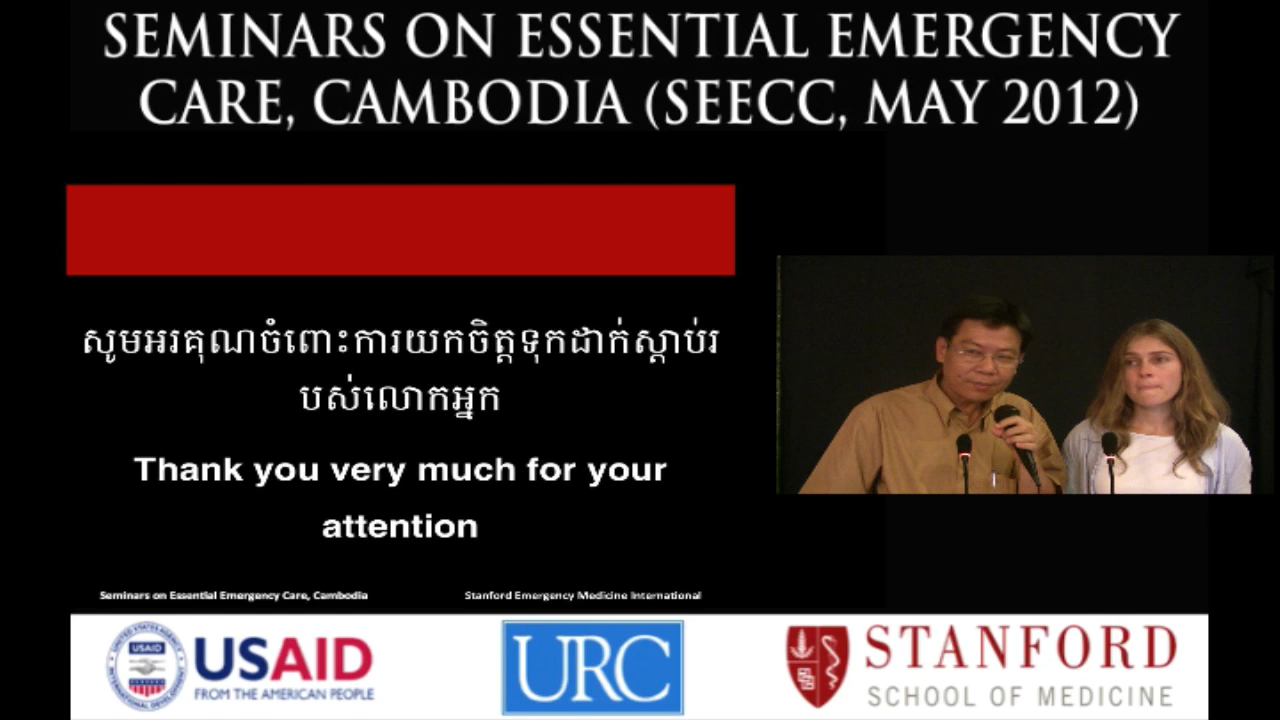 SEMINARS ON ESSENTIAL EMERGENCY
CARE, CAMBODIA (SEECC, MAY 2012)
សូមអរគុណចំពោះការយកចិត្តទុកដាក់ស្តាប់រ
បស់លោកអ្នក
Thank you very much for your
attention
Seminars on Essential Emergency Care, Cambodia
Stanford Emergency Medicine International
USAID
USAID
FROM THE AMERICAN PEOPLE
URC
STANFORD
SCHOOL OF MEDICINE